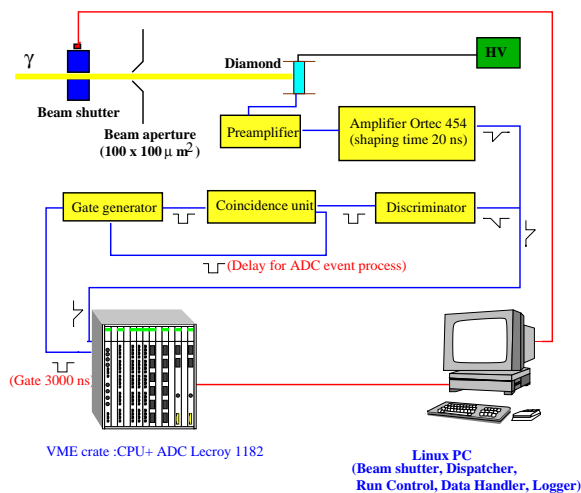 γ
HV
Diamond
Beam shutter
Beam aperture
(100 x 100 μ m²)
Preamplifier
Amplifier Ortec 454
(shaping time 20 ns)
Gate generator
Coincidence unit
Discriminator
(Delay for ADC event process)
(Gate 3000 ns)
VME crate :CPU+ ADC Lecroy 1182
Linux PC
(Beam shutter, Dispatcher,
Run Control, Data Handler, Logger)